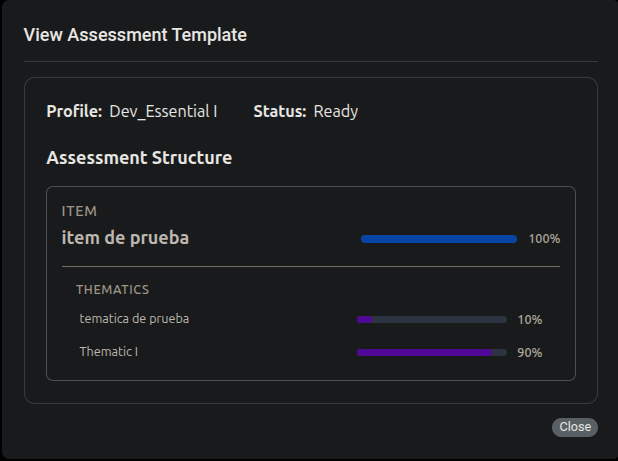 View Assessment Template
Profile: Dev_Essential I Status: Ready
Assessment Structure
ITEM
item de prueba 100%
THEMATICS
tematica de prueba 10%
Thematic I 90%
Close